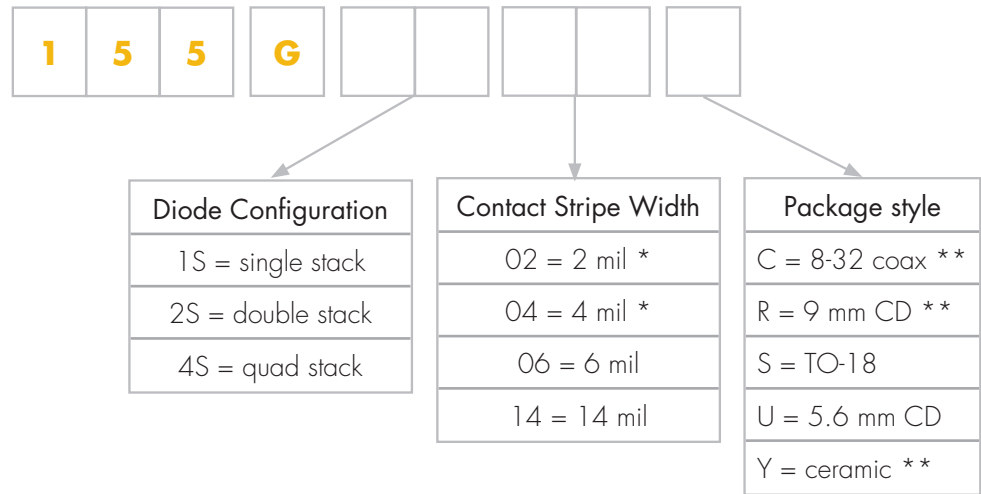 1 5 5 G
Diode Configuration
1S = single stack
2S = double stack
4S = quad stack
Contact Stripe Width
02 = 2 mil *
04 = 4 mil *
06 = 6 mil
14 = 14 mil
Package style
C = 8-32 coax **
R = 9 mm CD **
S = TO-18
U = 5.6 mm CD
Y = ceramic **